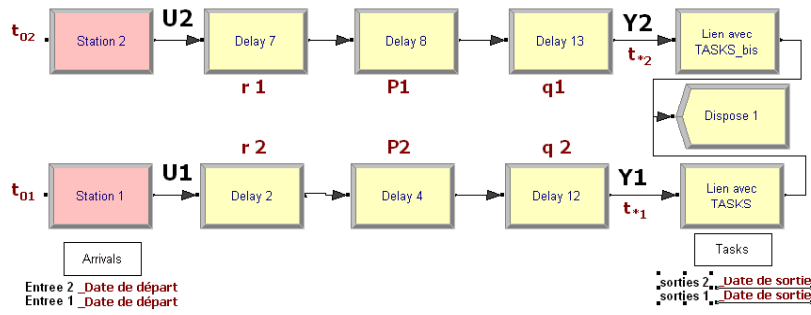 U2 Y2
t02 Station 2 Delay 7 Delay 8 Delay 13 t*2 Lien avec
TASKS_bis
r 1 P1 q1
Dispose 1
r 2 P2 q 2
U1 Y1
t01 Station 1 Delay 2 Delay 4 Delay 12 t*1 Lien avec
TASKS
Arrivals Tasks
Entree 2 _Date de départ sorties 2 _Date de sortie
Entree 1 _Date de départ sorties 1 _Date de sortie